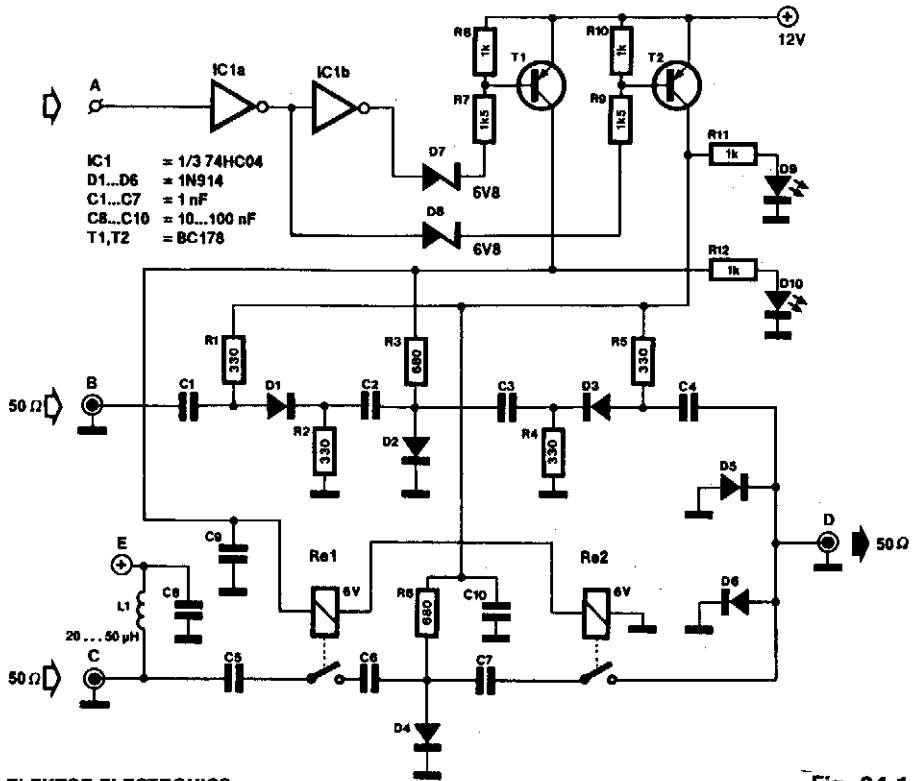 12V
R8
1k
R10
1k
T1
T2
IC1a
IC1b
A
R7
1k5
R9
1k5
R11
1k
D9
D7
6V8
D8
6V8
IC1 = 1/3 74HC04
D1...D6 = 1N914
C1...C7 = 1 nF
C8...C10 = 10...100 nF
T1,T2 = BC178
R12
1k
D10
R1
330
R3
680
R5
330
B
50 Ω
C1
D1
C2
C3
D3
C4
R2
330
D2
R4
330
D5
D
50 Ω
D6
E
C9
Re1
6V
R6
680
C10
Re2
6V
L1
20...50 µH
C8
C
50 Ω
C5
C6
C7
D4